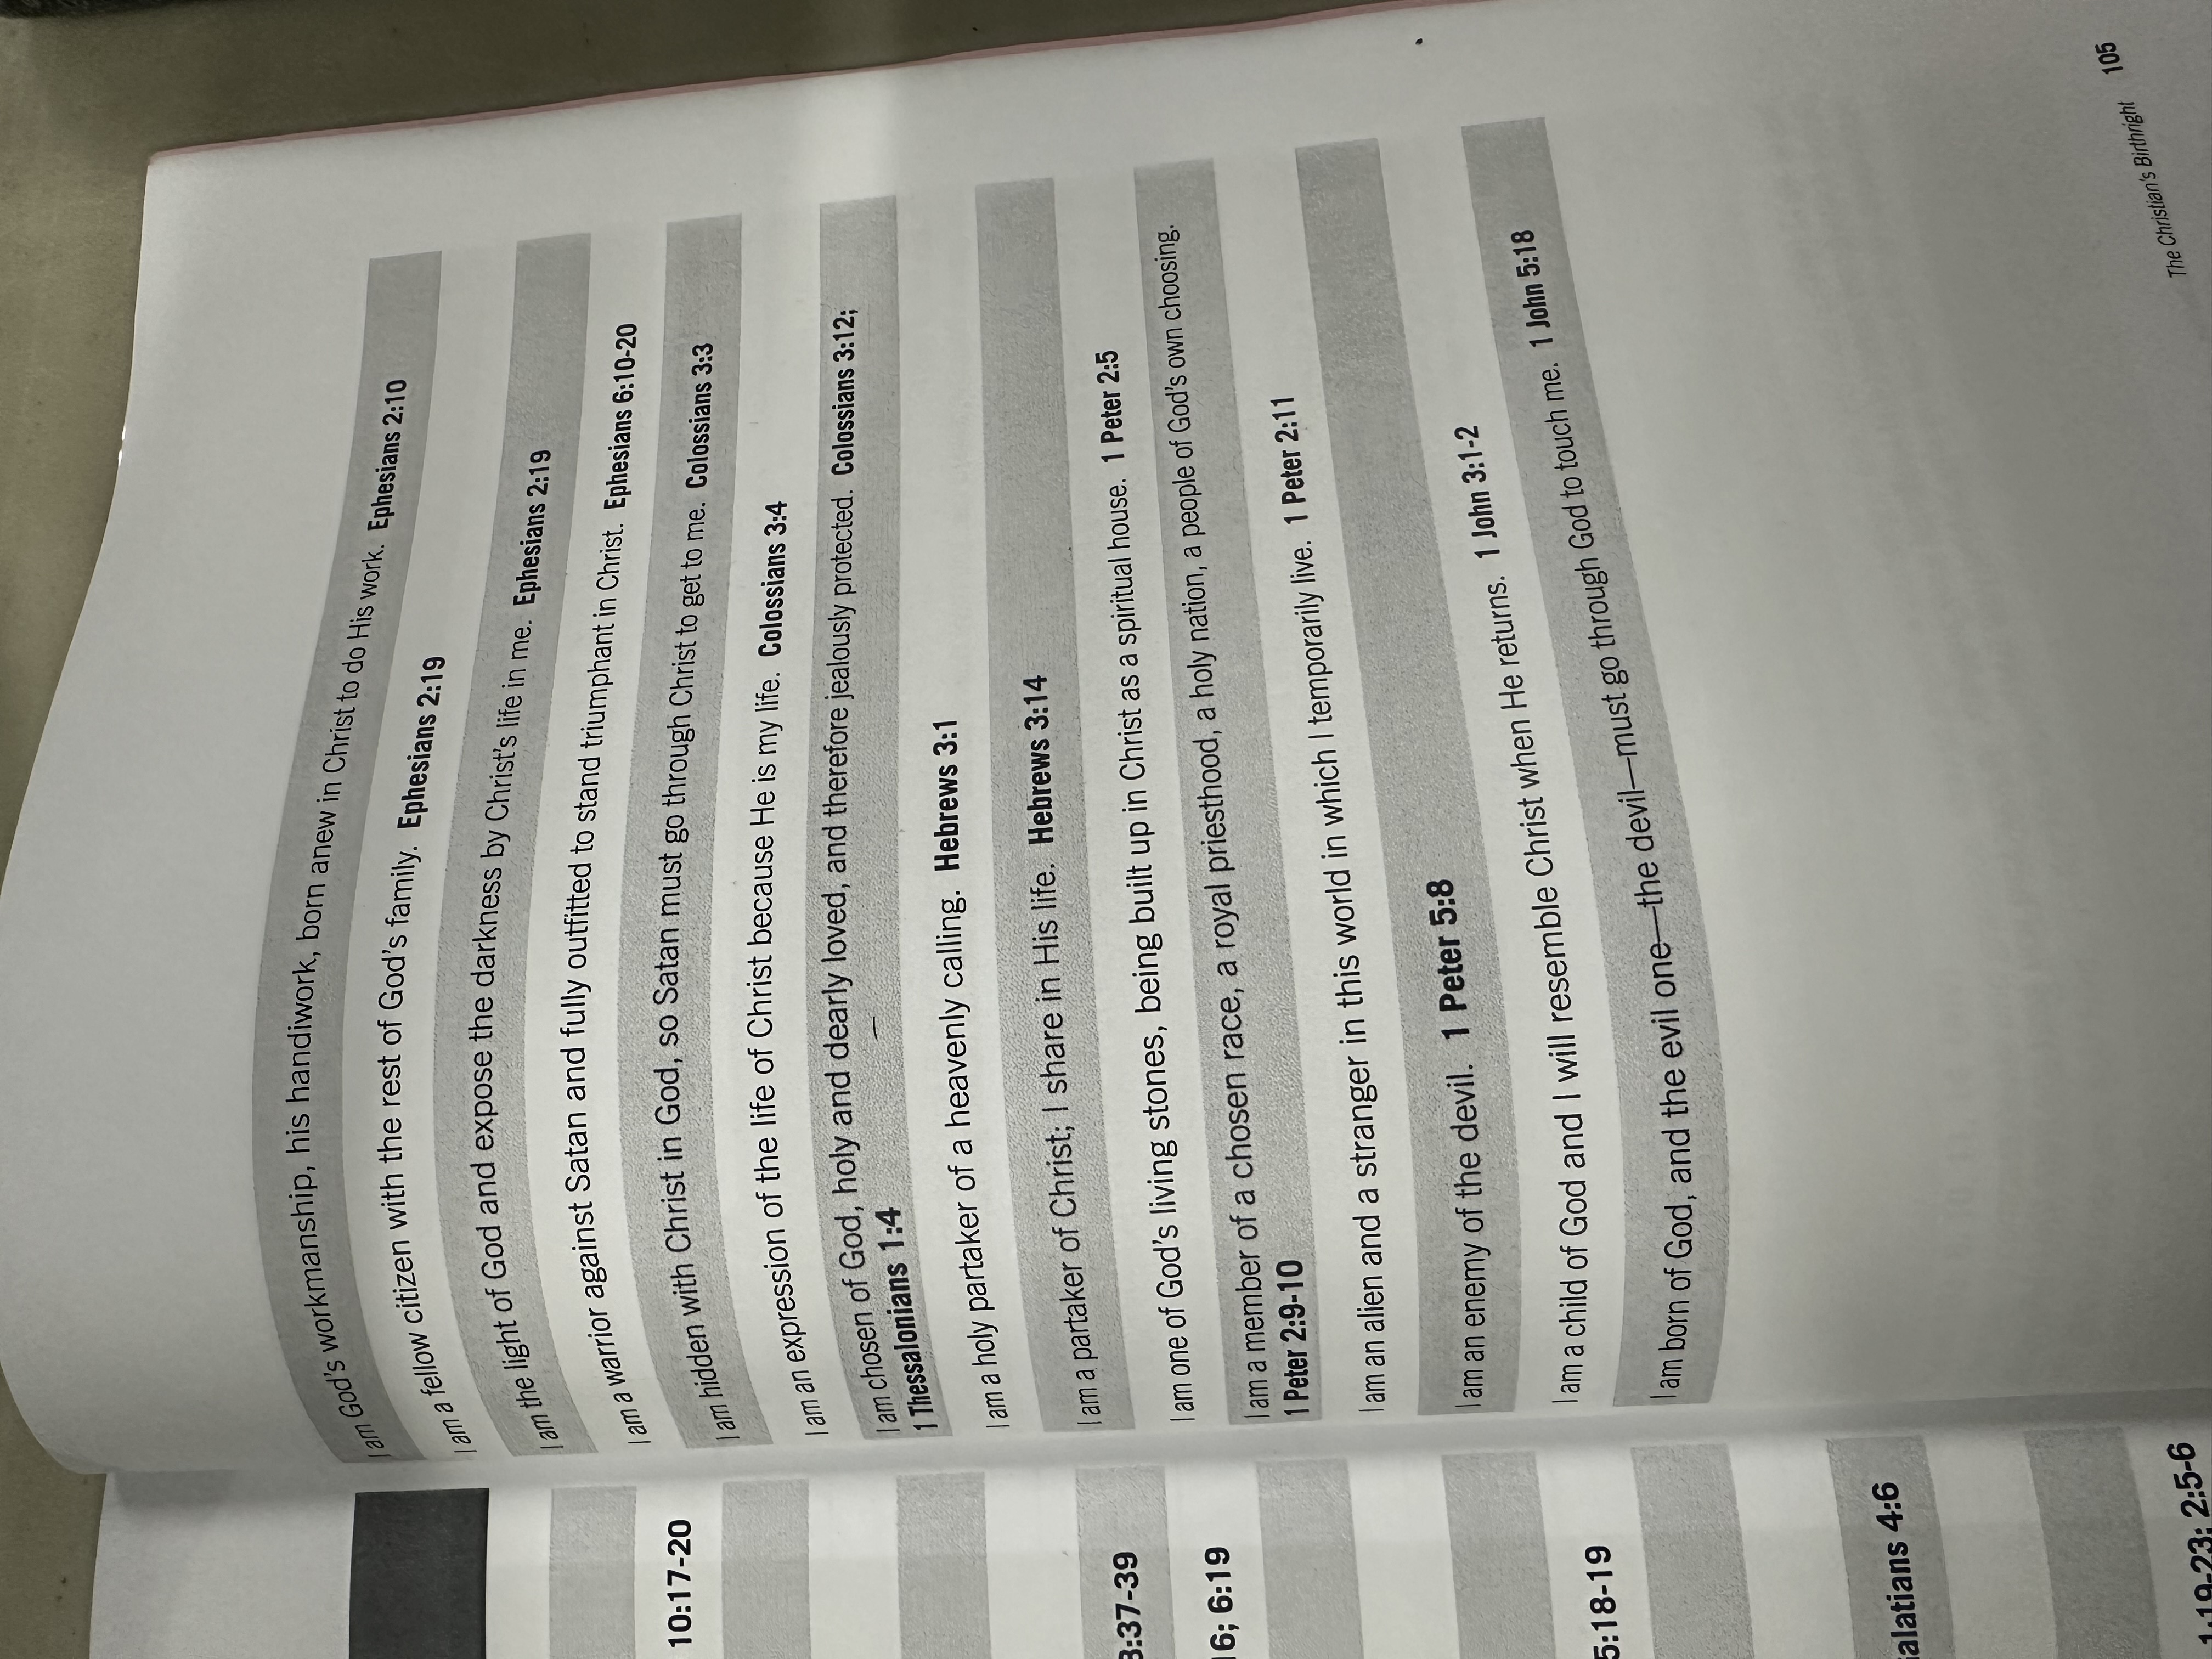 10:17-20
3:37-39
16; 6:19
5:18-19
alatians 4:6
1:19-23; 2:5-6
I am God's workmanship, his handiwork, born anew in Christ to do His work. Ephesians 2:10
I am a fellow citizen with the rest of God's family. Ephesians 2:19
I am the light of God and expose the darkness by Christ's life in me. Ephesians 2:19
I am a warrior against Satan and fully outfitted to stand triumphant in Christ. Ephesians 6:10-20
I am hidden with Christ in God, so Satan must go through Christ to get to me. Colossians 3:3
I am an expression of the life of Christ because He is my life. Colossians 3:4
I am chosen of God, holy and dearly loved, and therefore jealously protected. Colossians 3:12;
1 Thessalonians 1:4
I am a holy partaker of a heavenly calling. Hebrews 3:1
I am a partaker of Christ; I share in His life. Hebrews 3:14
I am one of God's living stones, being built up in Christ as a spiritual house. 1 Peter 2:5
I am a member of a chosen race, a royal priesthood, a holy nation, a people of God's own choosing.
1 Peter 2:9-10
I am an alien and a stranger in this world in which I temporarily live. 1 Peter 2:11
I am an enemy of the devil. 1 Peter 5:8
I am a child of God and I will resemble Christ when He returns. 1 John 3:1-2
I am born of God, and the evil one—the devil—must go through God to touch me. 1 John 5:18
The Christian's Birthright 105